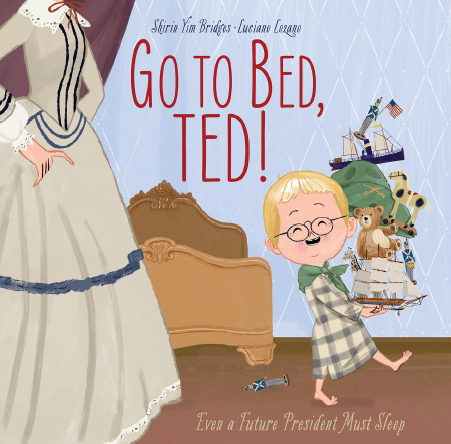 Shirin Yim Bridges · Luciano Lozano
GO TO BED,
TED!
Even a Future President Must Sleep